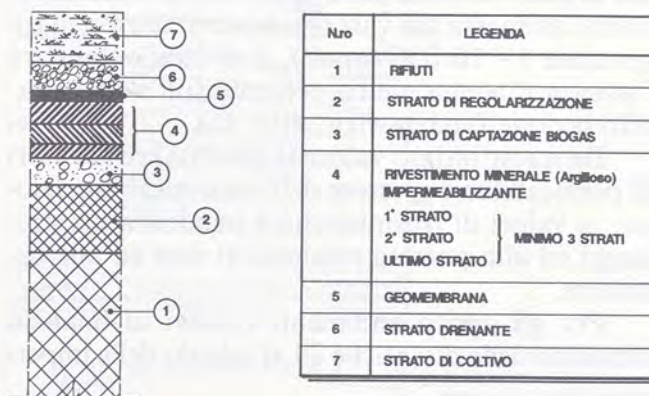 7
6
5
4
3
2
1
N.ro LEGENDA
1 RIFIUTI
2 STRATO DI REGOLARIZZAZIONE
3 STRATO DI CAPTAZIONE BIOGAS
4 RIVESTIMENTO MINERALE (Argilloso)
IMPERMEABILIZZANTE
1° STRATO
2° STRATO MINIMO 3 STRATI
ULTIMO STRATO
5 GEOMEMBRANA
6 STRATO DRENANTE
7 STRATO DI COLTIVO